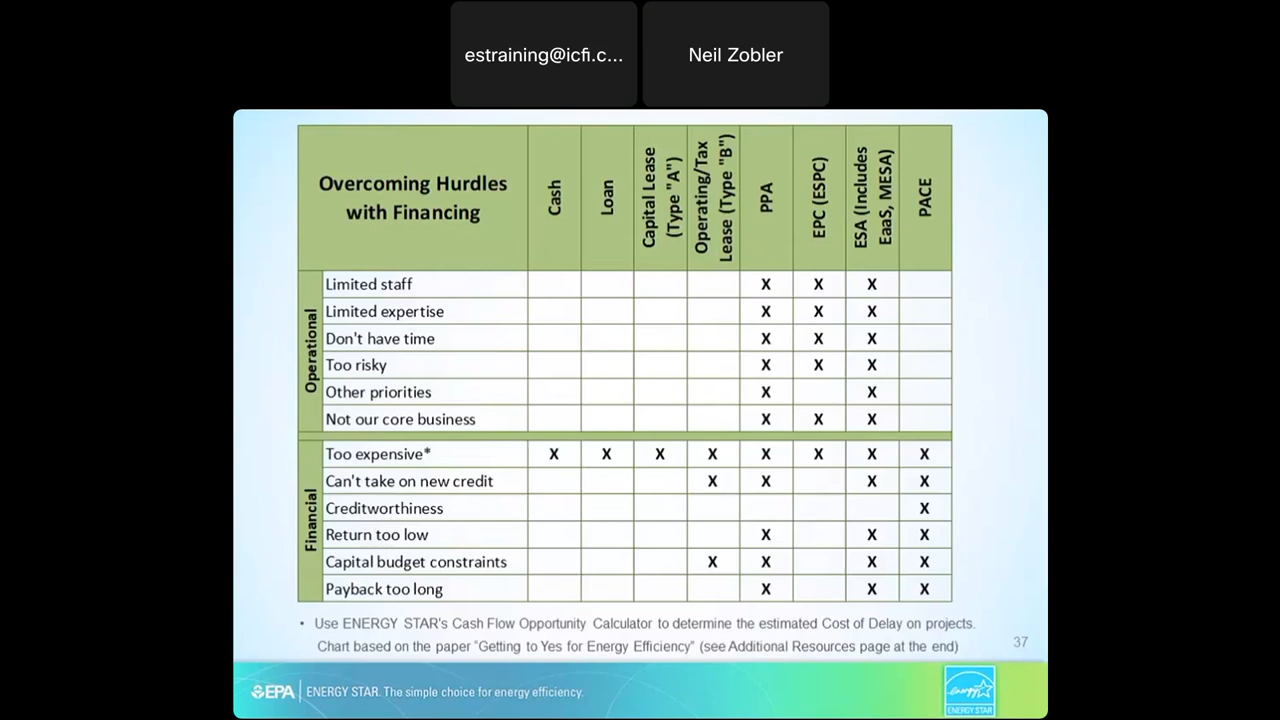 estraining@icfi.c...
Neil Zobler
Overcoming Hurdles
with Financing
Cash
Loan
Capital Lease
(Type "A")
Operating/Tax
Lease (Type "B")
PPA
EPC (ESPC)
ESA (Includes
EaaS, MESA)
PACE
Operational
Limited staff X X X
Limited expertise X X X
Don't have time X X X
Too risky X X X
Other priorities X X
Not our core business X X X
Financial
Too expensive* X X X X X X X X
Can't take on new credit X X X X
Creditworthiness X
Return too low X X X
Capital budget constraints X X X X
Payback too long X X X
• Use ENERGY STAR's Cash Flow Opportunity Calculator to determine the estimated Cost of Delay on projects.
Chart based on the paper "Getting to Yes for Energy Efficiency" (see Additional Resources page at the end)
37
EPA ENERGY STAR. The simple choice for energy efficiency.
energy
ENERGY STAR